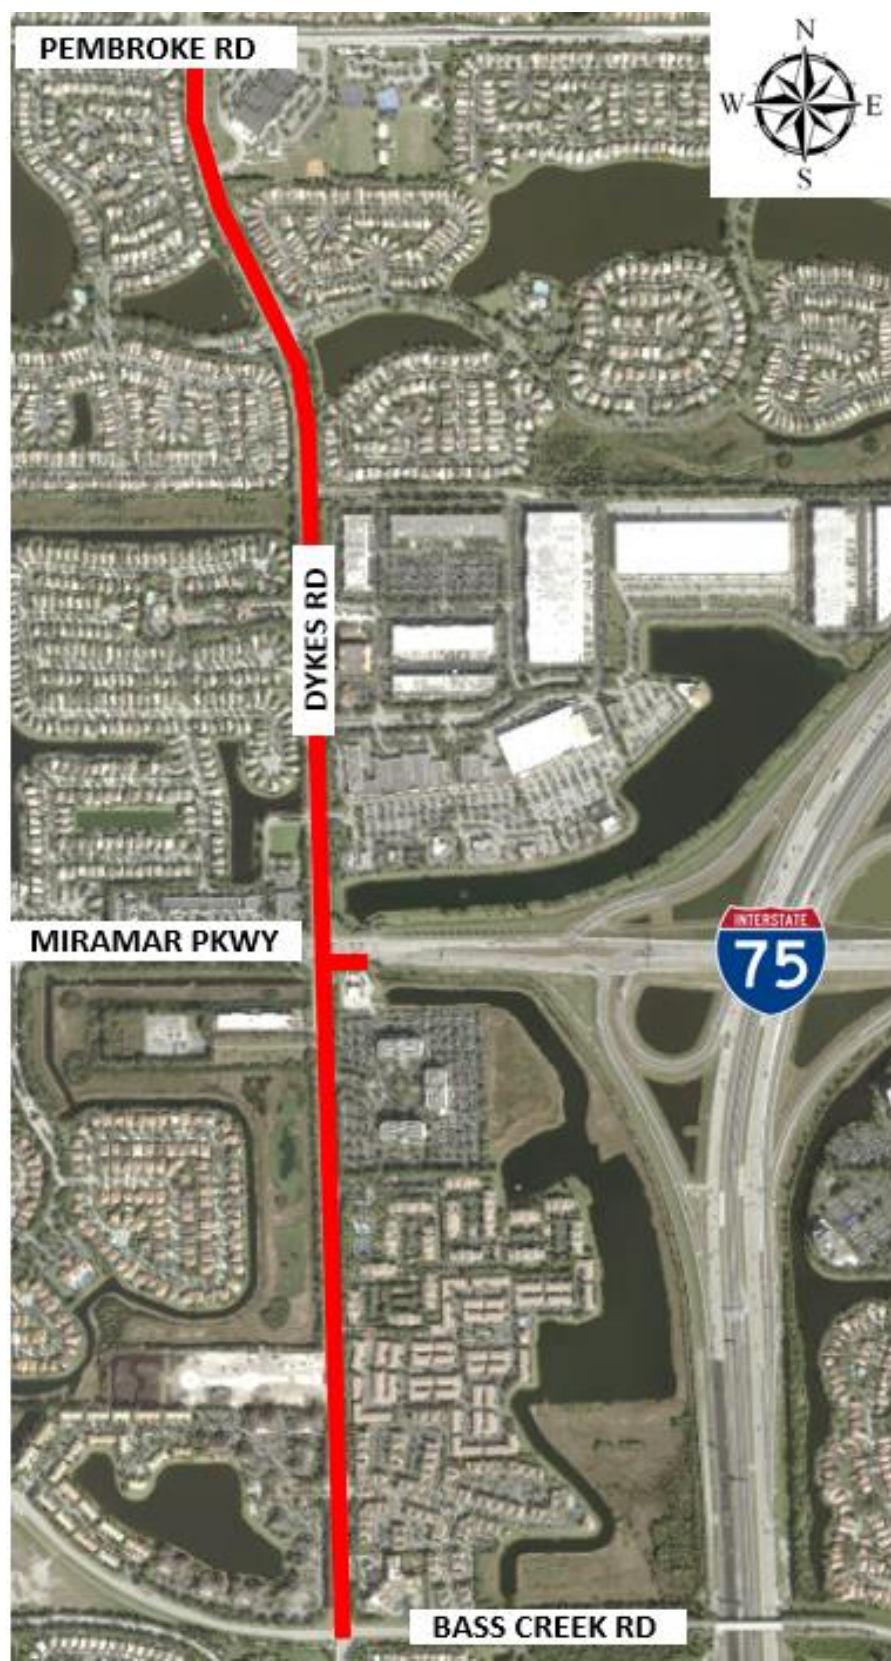 PEMBROKE RD
N
W E
S
DYKES RD
MIRAMAR PKWY
INTERSTATE
75
BASS CREEK RD